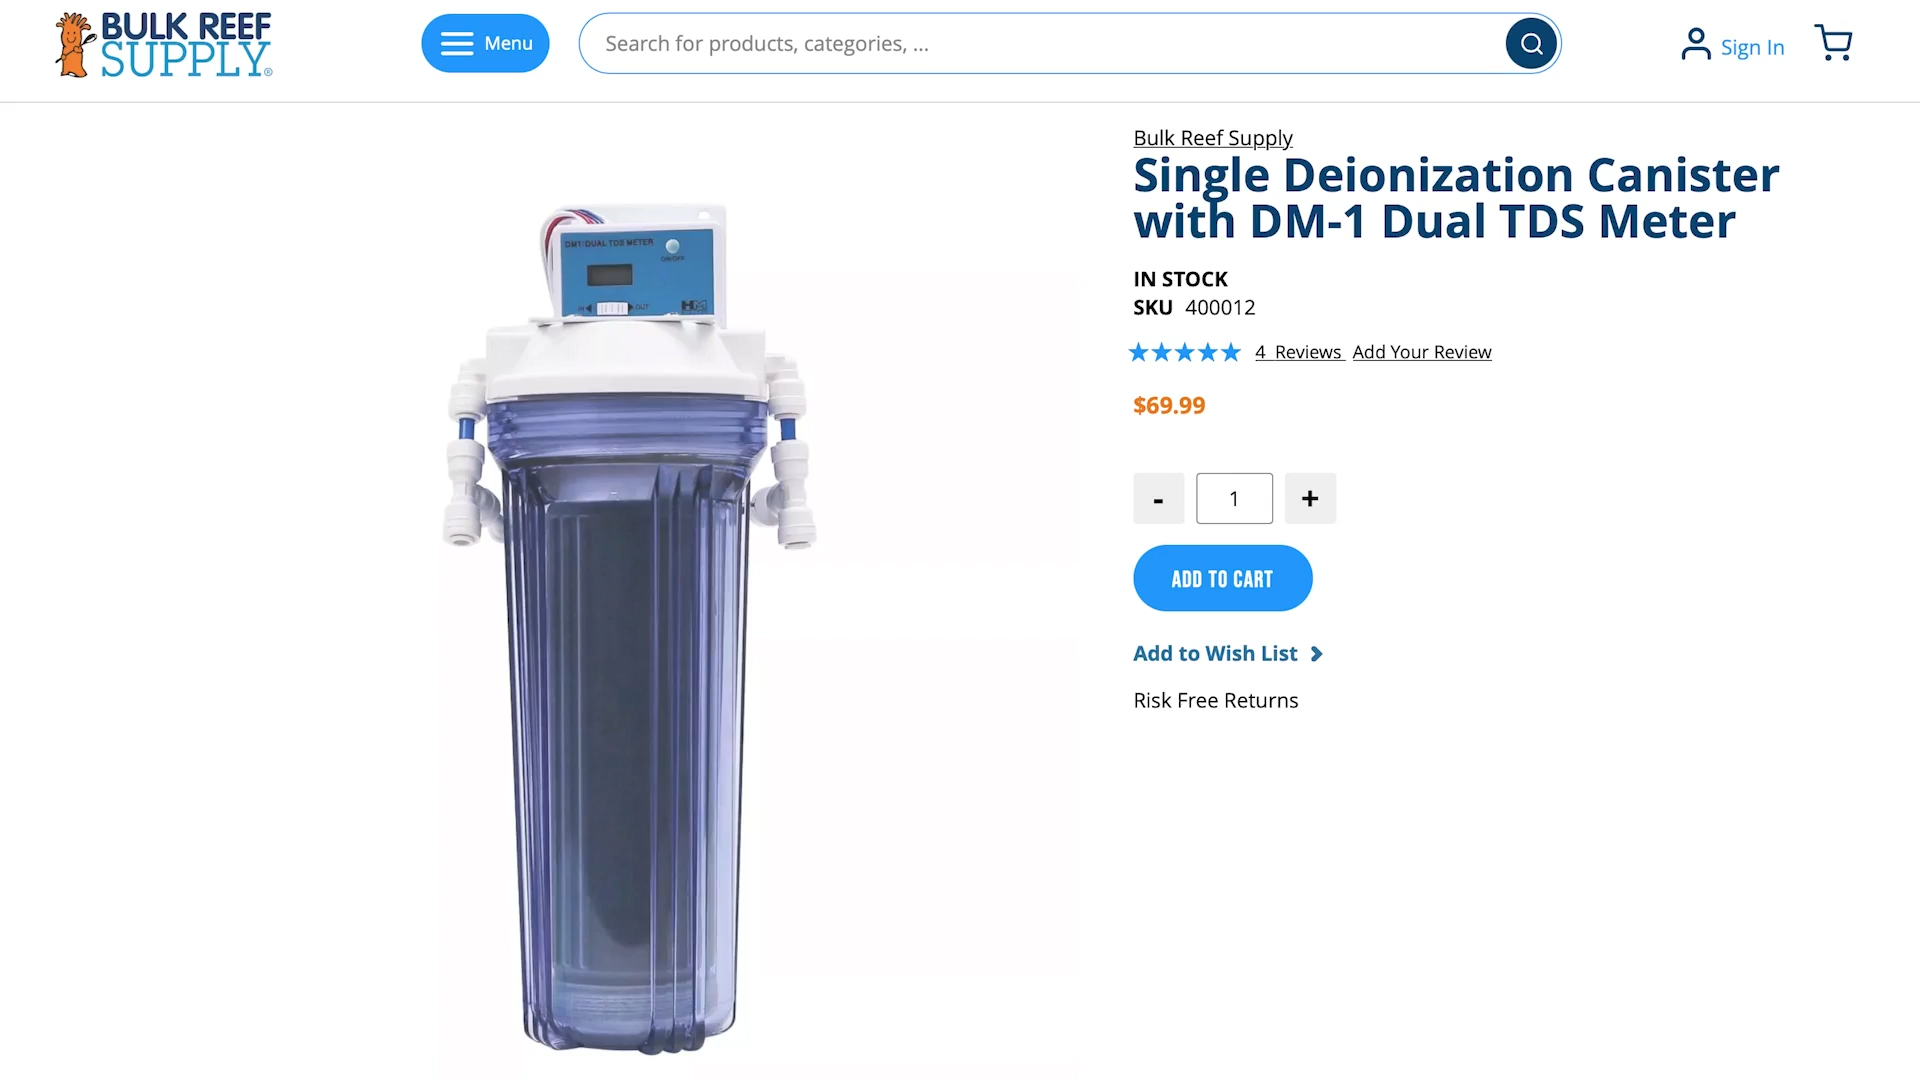 BULK REEF
SUPPLY®
Menu
Search for products, categories, ...
Sign In
Bulk Reef Supply
Single Deionization Canister
with DM-1 Dual TDS Meter
IN STOCK
SKU 400012
4 Reviews Add Your Review
$69.99
- 1 +
ADD TO CART
Add to Wish List
Risk Free Returns
DM1: DUAL TDS METER
ON/OFF
IN OUT
HM